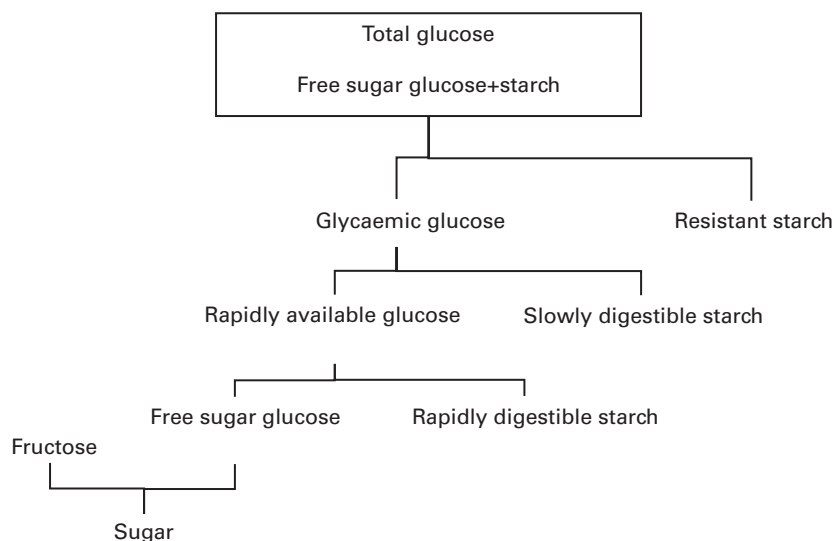 Total glucose
Free sugar glucose+starch
Glycaemic glucose
Resistant starch
Rapidly available glucose
Slowly digestible starch
Free sugar glucose
Rapidly digestible starch
Fructose
Sugar